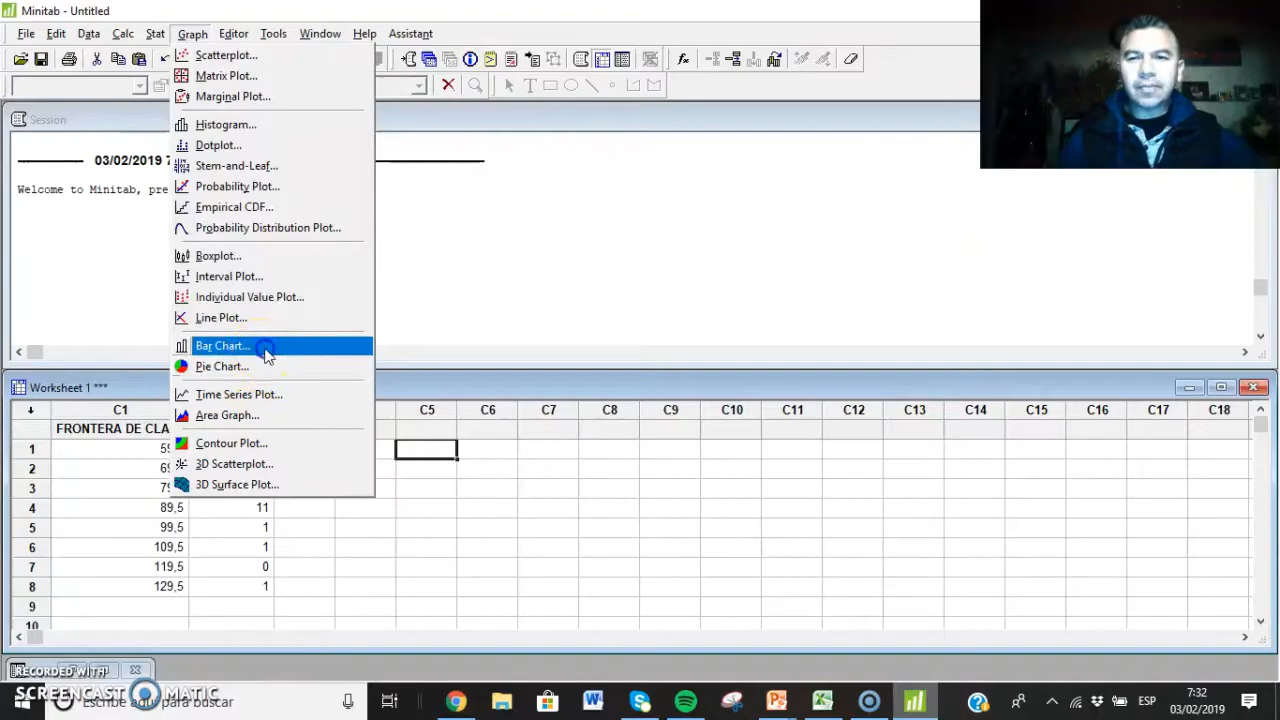 Minitab - Untitled
File Edit Data Calc Stat Graph Editor Tools Window Help Assistant
Scatterplot...
Matrix Plot...
Marginal Plot...
Histogram...
Dotplot...
Stem-and-Leaf...
Probability Plot...
Empirical CDF...
Probability Distribution Plot...
Boxplot...
Interval Plot...
Individual Value Plot...
Line Plot...
Bar Chart...
Pie Chart...
Time Series Plot...
Area Graph...
Contour Plot...
3D Scatterplot...
3D Surface Plot...
Session
03/02/2019 7
Welcome to Minitab, pre
Worksheet 1 ***
C1 C5 C6 C7 C8 C9 C10 C11 C12 C13 C14 C15 C16 C17 C18
FRONTERA DE CLA
1 59
2 69
3 79
4 89,5 11
5 99,5 1
6 109,5 1
7 119,5 0
8 129,5 1
9
10
RECORDED WITH
SCREENCAST MATIC
Escribe aquí para buscar
ESP
7:32
03/02/2019